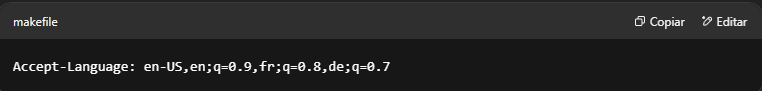 makefile
Copiar
Editar
Accept-Language: en-US,en;q=0.9,fr;q=0.8,de;q=0.7